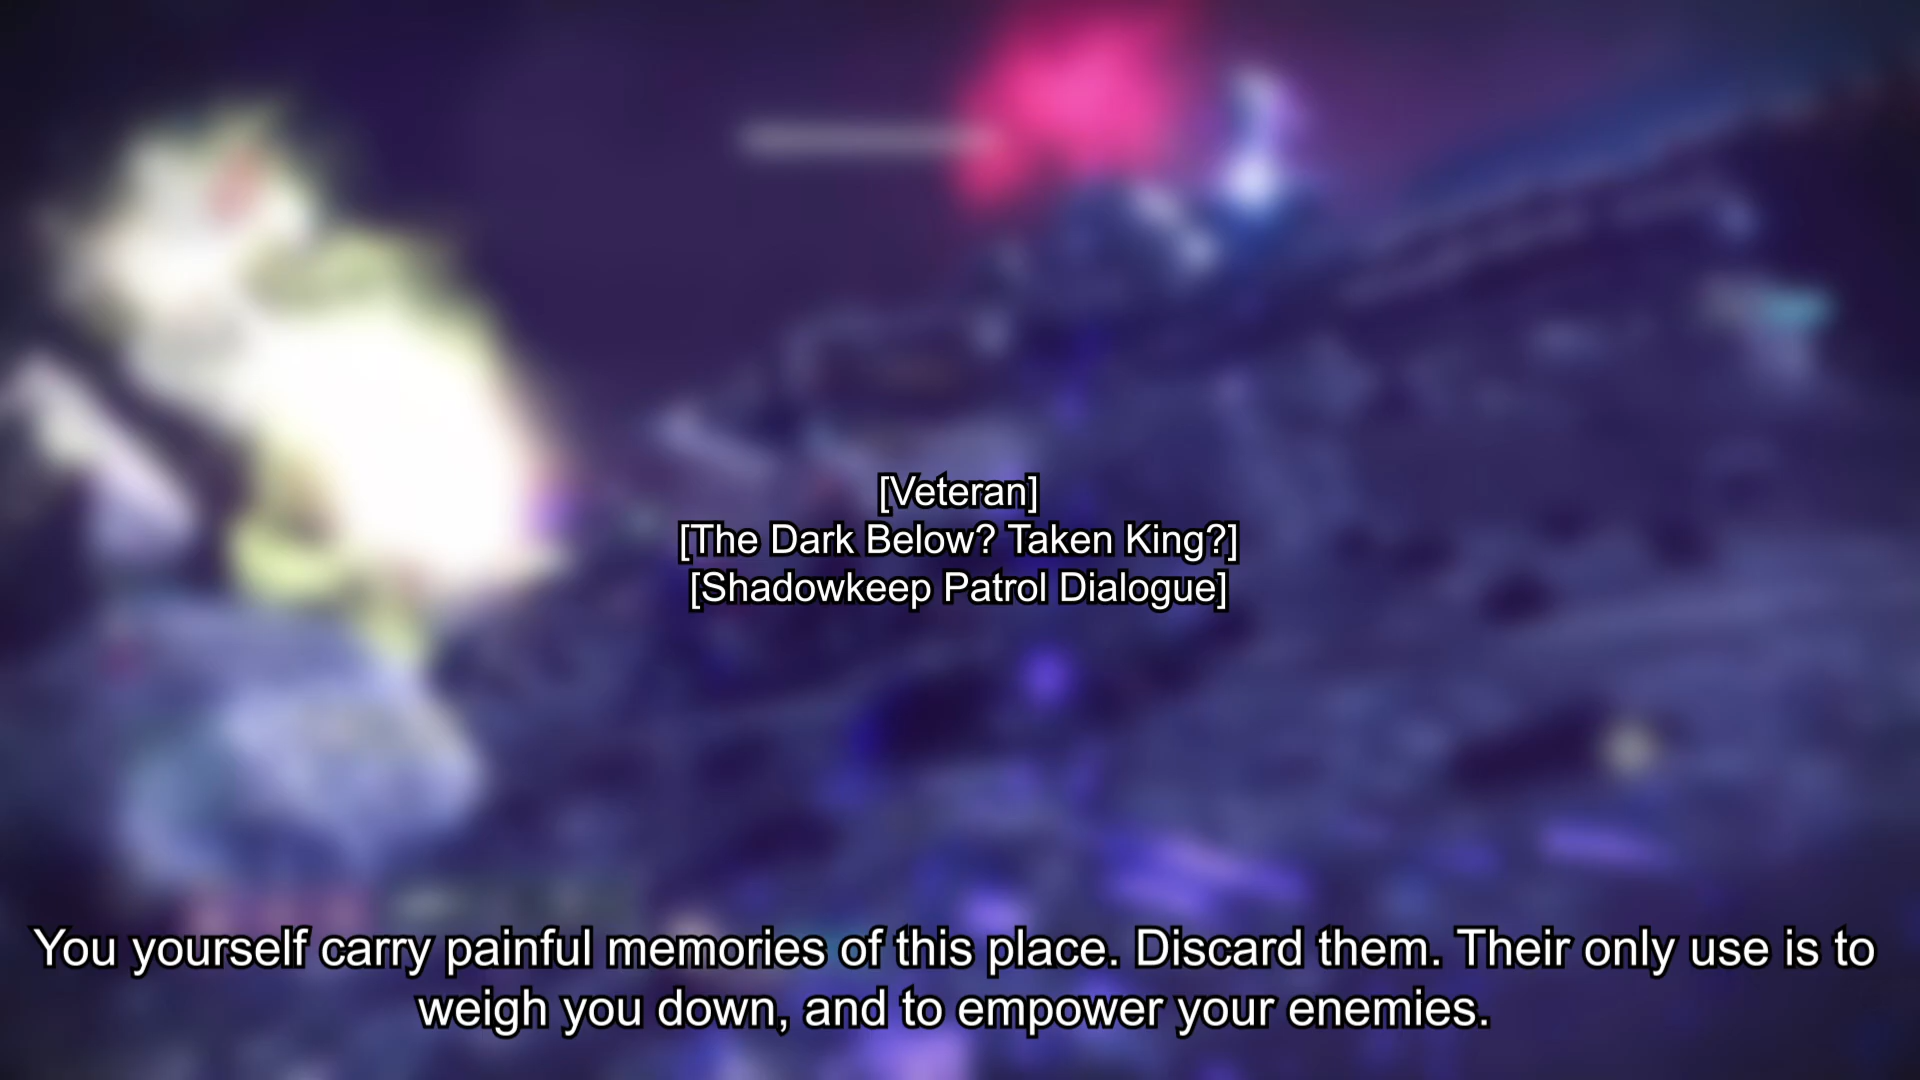 [Veteran]
[The Dark Below? Taken King?]
[Shadowkeep Patrol Dialogue]
You yourself carry painful memories of this place. Discard them. Their only use is to
weigh you down, and to empower your enemies.